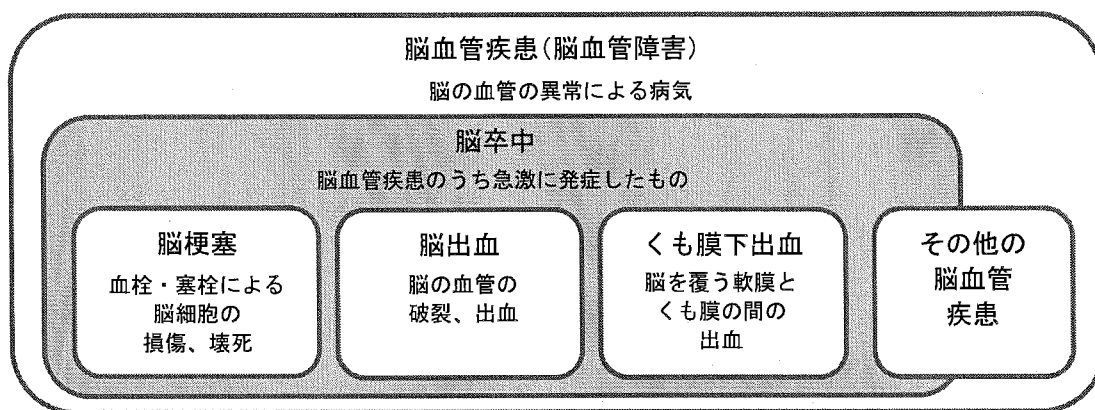 脳血管疾患(脳血管障害)
脳の血管の異常による病気
脳卒中
脳血管疾患のうち急激に発症したもの
脳梗塞
血栓・塞栓による
脳細胞の
損傷、壊死
脳出血
脳の血管の
破裂、出血
くも膜下出血
脳を覆う軟膜と
くも膜の間の
出血
その他の
脳血管
疾患